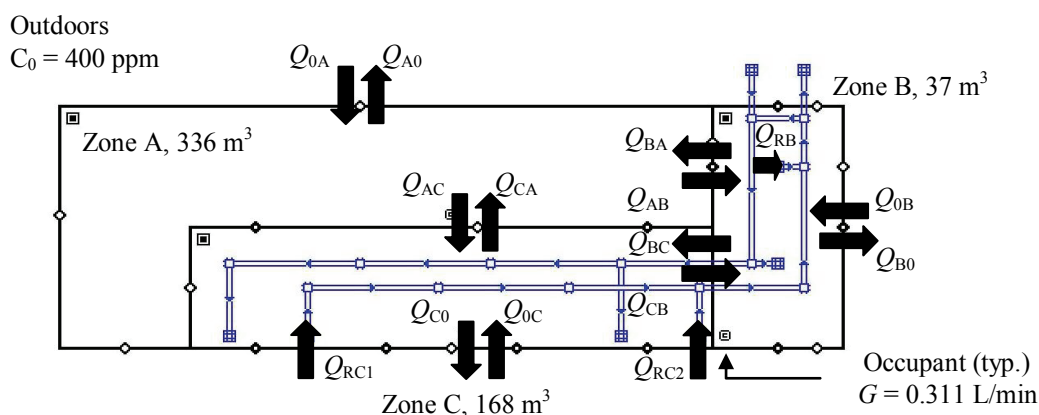 Outdoors
C₀ = 400 ppm
Q₀A QA₀
Zone B, 37 m³
Zone A, 336 m³
QBA QRB
QAC QCA QAB Q₀B
QBC QB₀
QC₀ Q₀C QCB
QRC1 QRC2 Occupant (typ.)
Zone C, 168 m³ G = 0.311 L/min